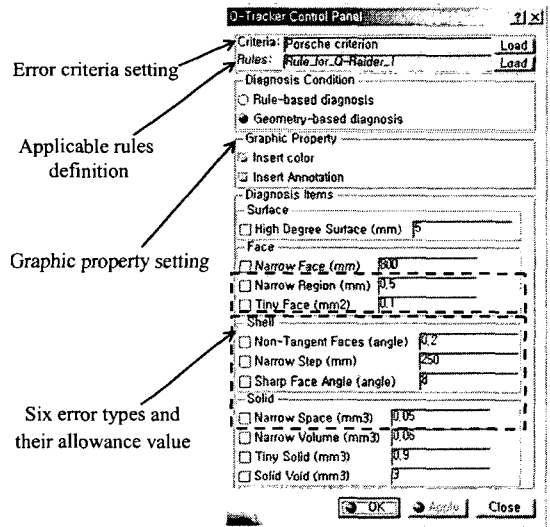 Q-Tracker Control Panel
Criteria: Porsche criterion Load
Rules: Rule_for_Q-Raider_1 Load
Error criteria setting
Diagnosis Condition
Rule-based diagnosis
Geometry-based diagnosis
Applicable rules
definition
Graphic Property
Insert color
Insert Annotation
Graphic property setting
Diagnosis Items
Surface
High Degree Surface (mm) 5
Face
Narrow Face (mm)
Narrow Region (mm) 0,5
Tiny Face (mm2) 0,1
Shell
Non-Tangent Faces (angle) 0,2
Narrow Step (mm) 250
Sharp Face Angle (angle)
Six error types and
their allowance value
Solid
Narrow Space (mm3) 0,05
Narrow Volume (mm3) 0,05
Tiny Solid (mm3) 0,9
Solid Void (mm3) 3
OK Apply Close